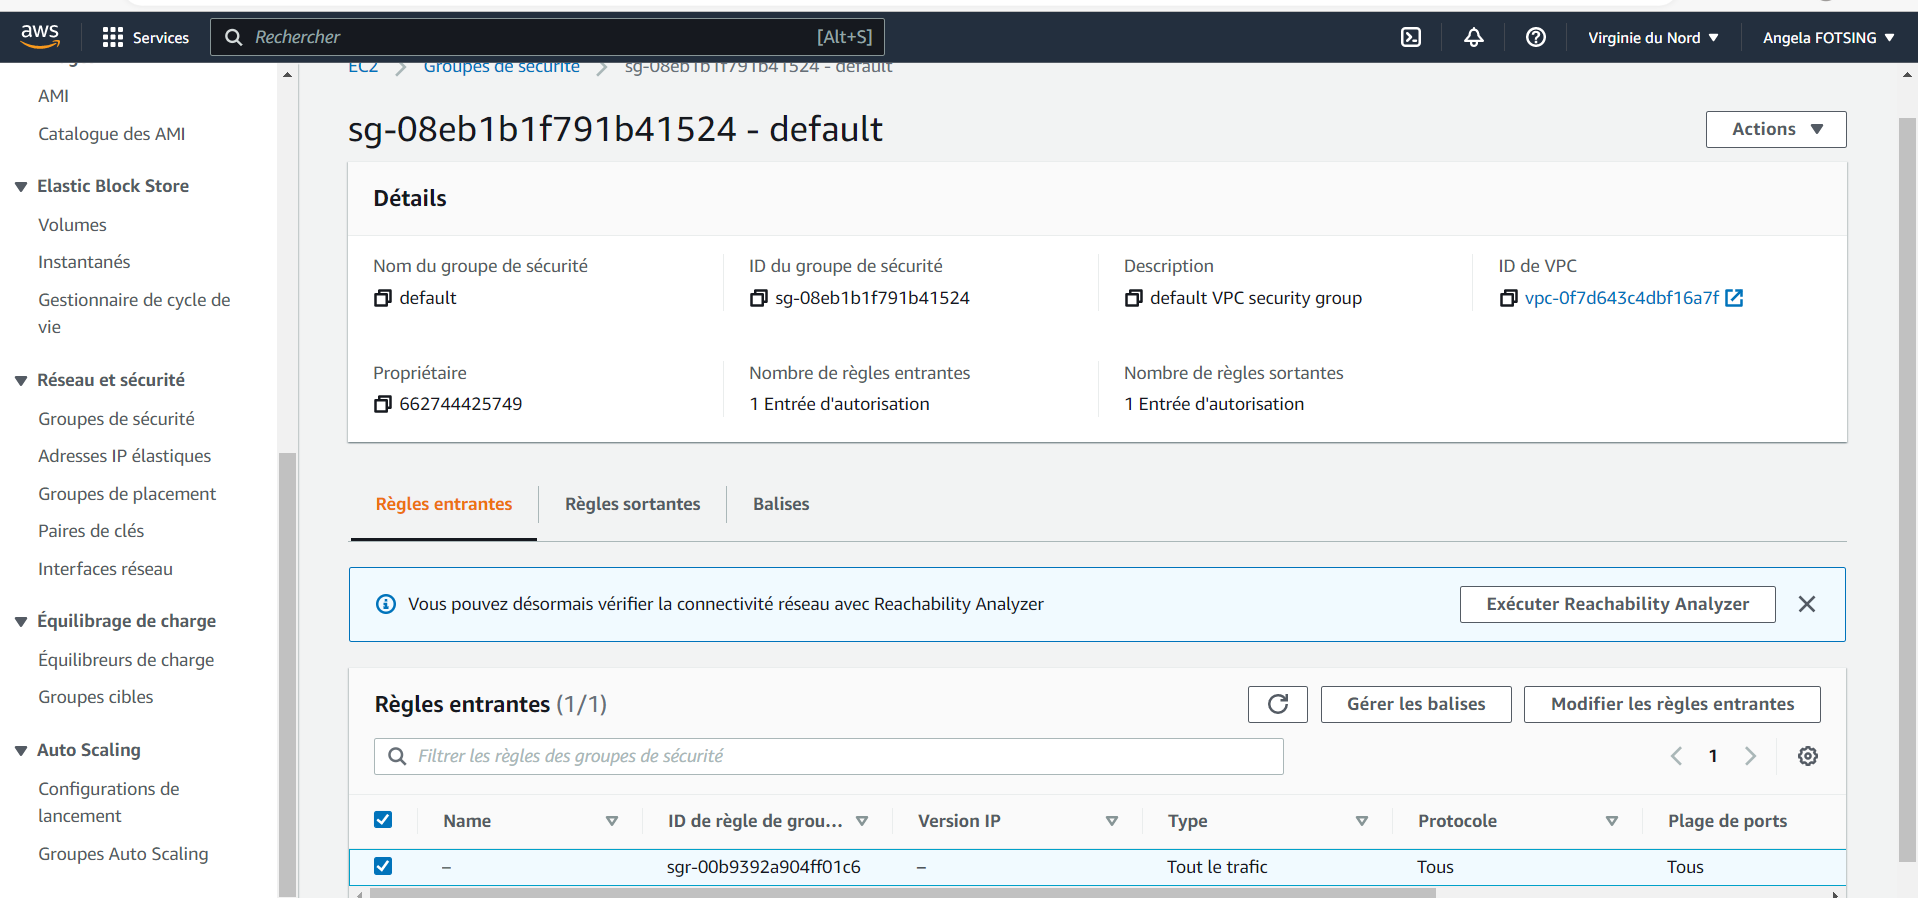 aws
Services
Rechercher
[Alt+S]
Virginie du Nord
Angela FOTSING
AMI
Catalogue des AMI
Elastic Block Store
Volumes
Instantanés
Gestionnaire de cycle de
vie
Réseau et sécurité
Groupes de sécurité
Adresses IP élastiques
Groupes de placement
Paires de clés
Interfaces réseau
Équilibrage de charge
Équilibreurs de charge
Groupes cibles
Auto Scaling
Configurations de
lancement
Groupes Auto Scaling
EC2 > Groupes de sécurité > sg-08eb1b1f791b41524 - default
sg-08eb1b1f791b41524 - default
Actions
Détails
Nom du groupe de sécurité
default
ID du groupe de sécurité
sg-08eb1b1f791b41524
Description
default VPC security group
ID de VPC
vpc-0f7d643c4dbf16a7f
Propriétaire
662744425749
Nombre de règles entrantes
1 Entrée d'autorisation
Nombre de règles sortantes
1 Entrée d'autorisation
Règles entrantes
Règles sortantes
Balises
Vous pouvez désormais vérifier la connectivité réseau avec Reachability Analyzer
Exécuter Reachability Analyzer
Règles entrantes (1/1)
Gérer les balises
Modifier les règles entrantes
Filtrer les règles des groupes de sécurité
1
Name
ID de règle de grou...
Version IP
Type
Protocole
Plage de ports
–
sgr-00b9392a904ff01c6
–
Tout le trafic
Tous
Tous